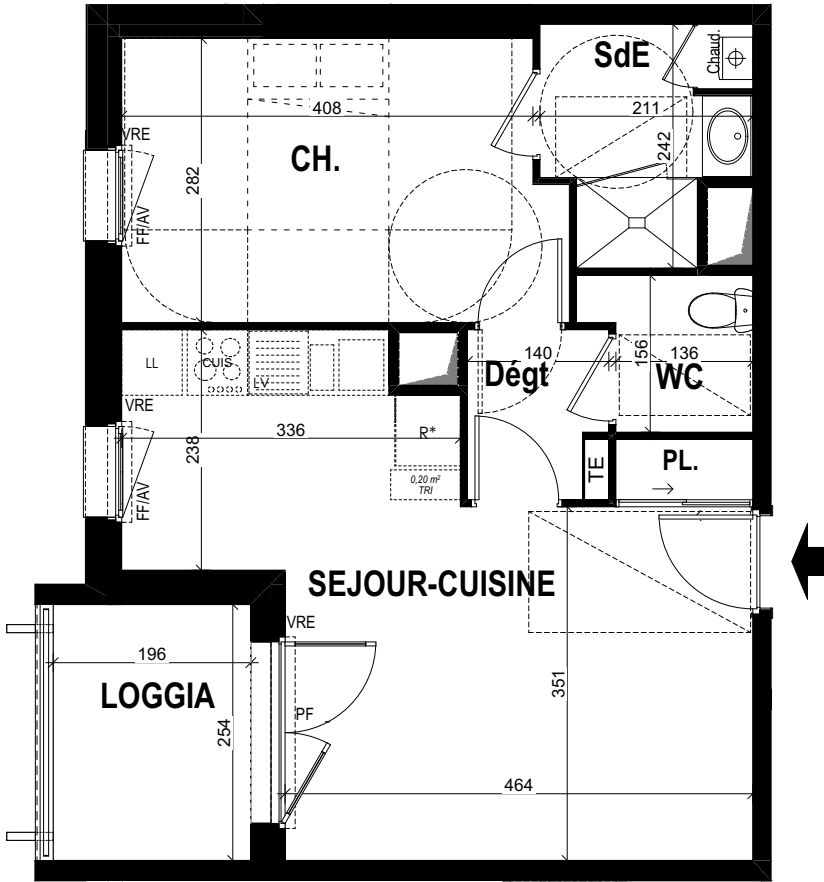 SdE
Chaud.
408
211
VRE
CH.
242
282
FF/AV
LL
CUIS
LV
140
156
136
Dégt
WC
VRE
336
R*
238
PL.
TE
0,20 m²
TRI
FF/AV
SEJOUR-CUISINE
VRE
196
LOGGIA
351
PF
254
464